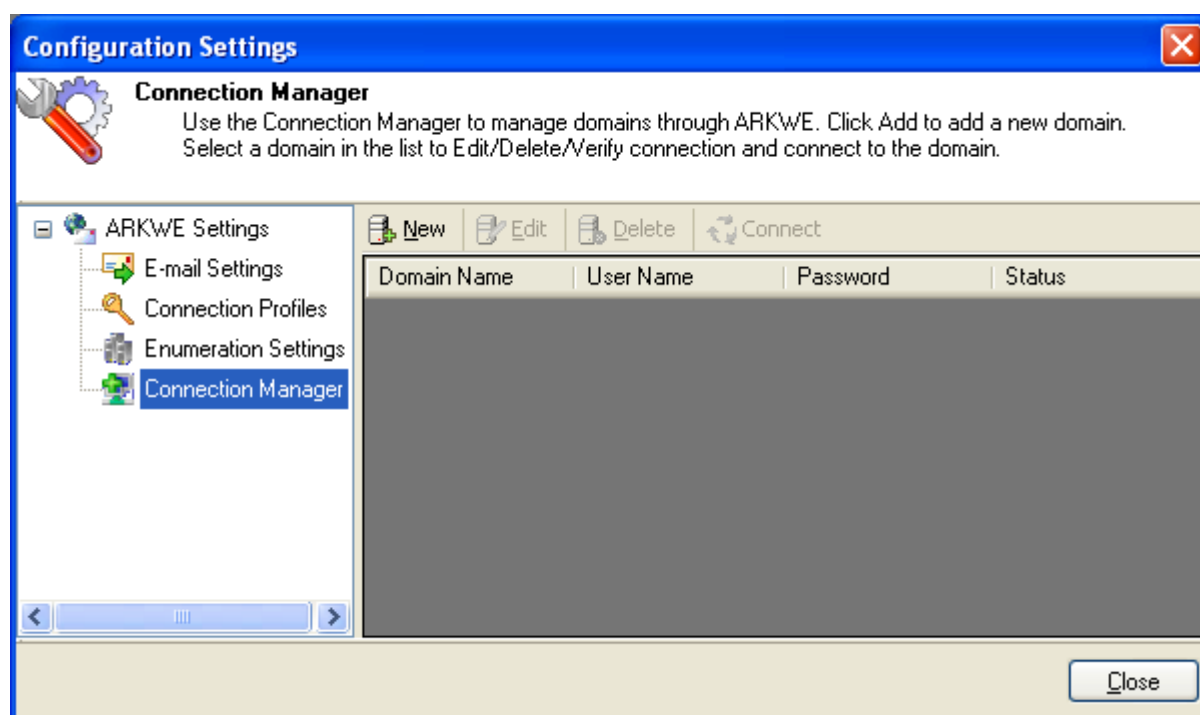 Configuration Settings
Connection Manager
Use the Connection Manager to manage domains through ARKWE. Click Add to add a new domain.
Select a domain in the list to Edit/Delete/Verify connection and connect to the domain.
ARKWE Settings
E-mail Settings
Connection Profiles
Enumeration Settings
Connection Manager
New Edit Delete Connect
Domain Name User Name Password Status
Close